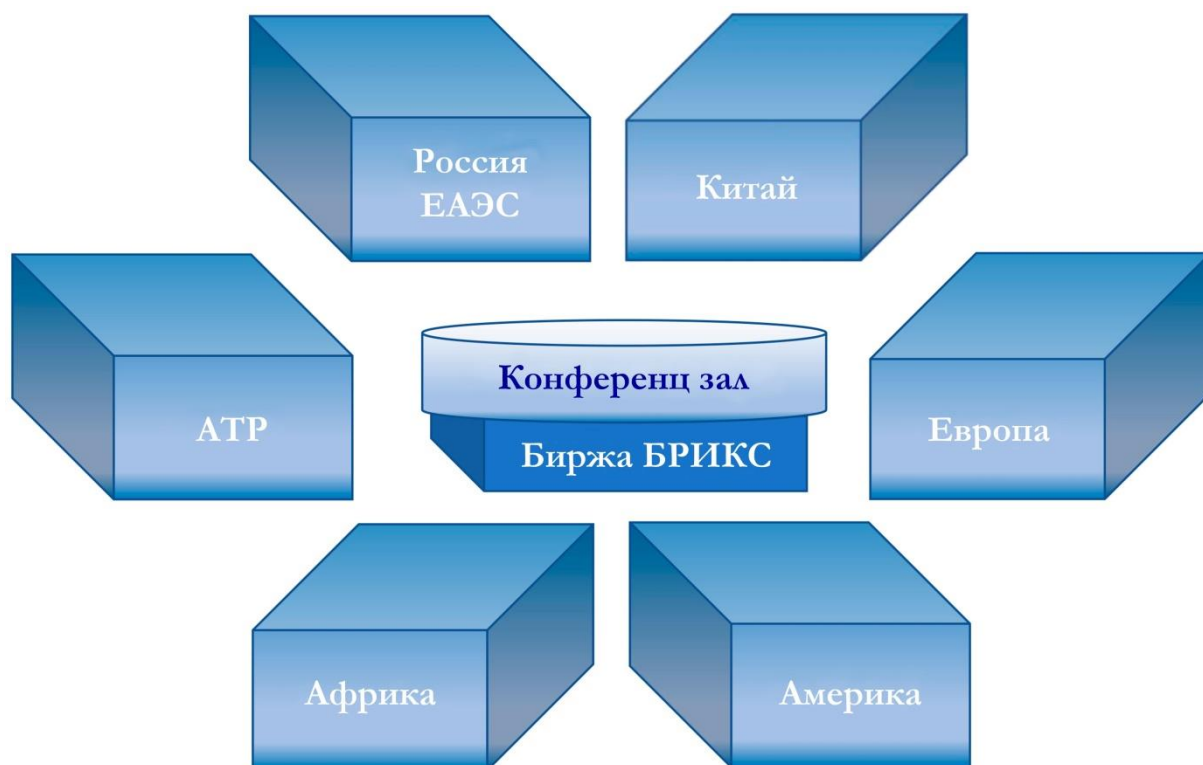 Россия
ЕАЭС
Китай
АТР
Конференц зал
Биржа БРИКС
Европа
Африка
Америка